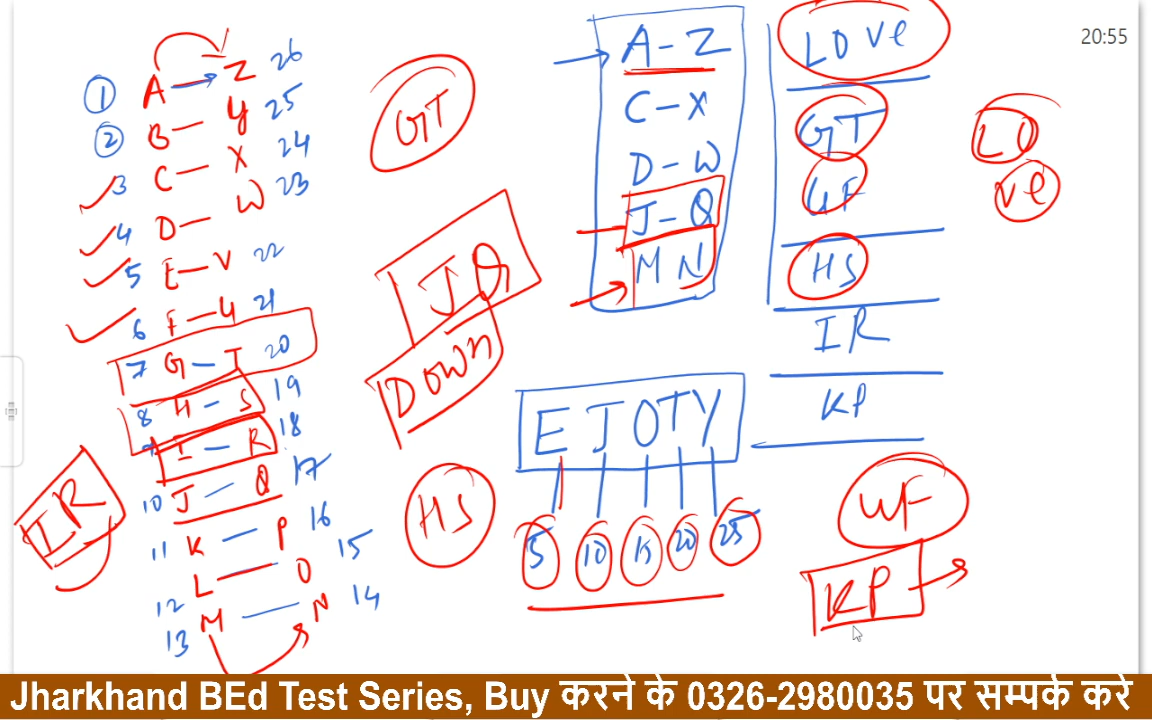 20:55
① A — Z 26
② B — Y 25
3 C — X 24
4 D — W 23
5 E — V 22
6 F — U 21
7 G — T 20
8 H — S 19
9 I — R 18
10 J — Q 17
11 K — P 16
12 L — O 15
13 M — N 14
IR
GT
JQ
DOWN
HS
A - Z
C - X
D - W
J - Q
M N
E J O T Y
5 10 15 20 25
LOVe
GT
UF
HS
IR
KP
LO
Ve
UF
KP
Jharkhand BEd Test Series, Buy करने के 0326-2980035 पर सम्पर्क करे